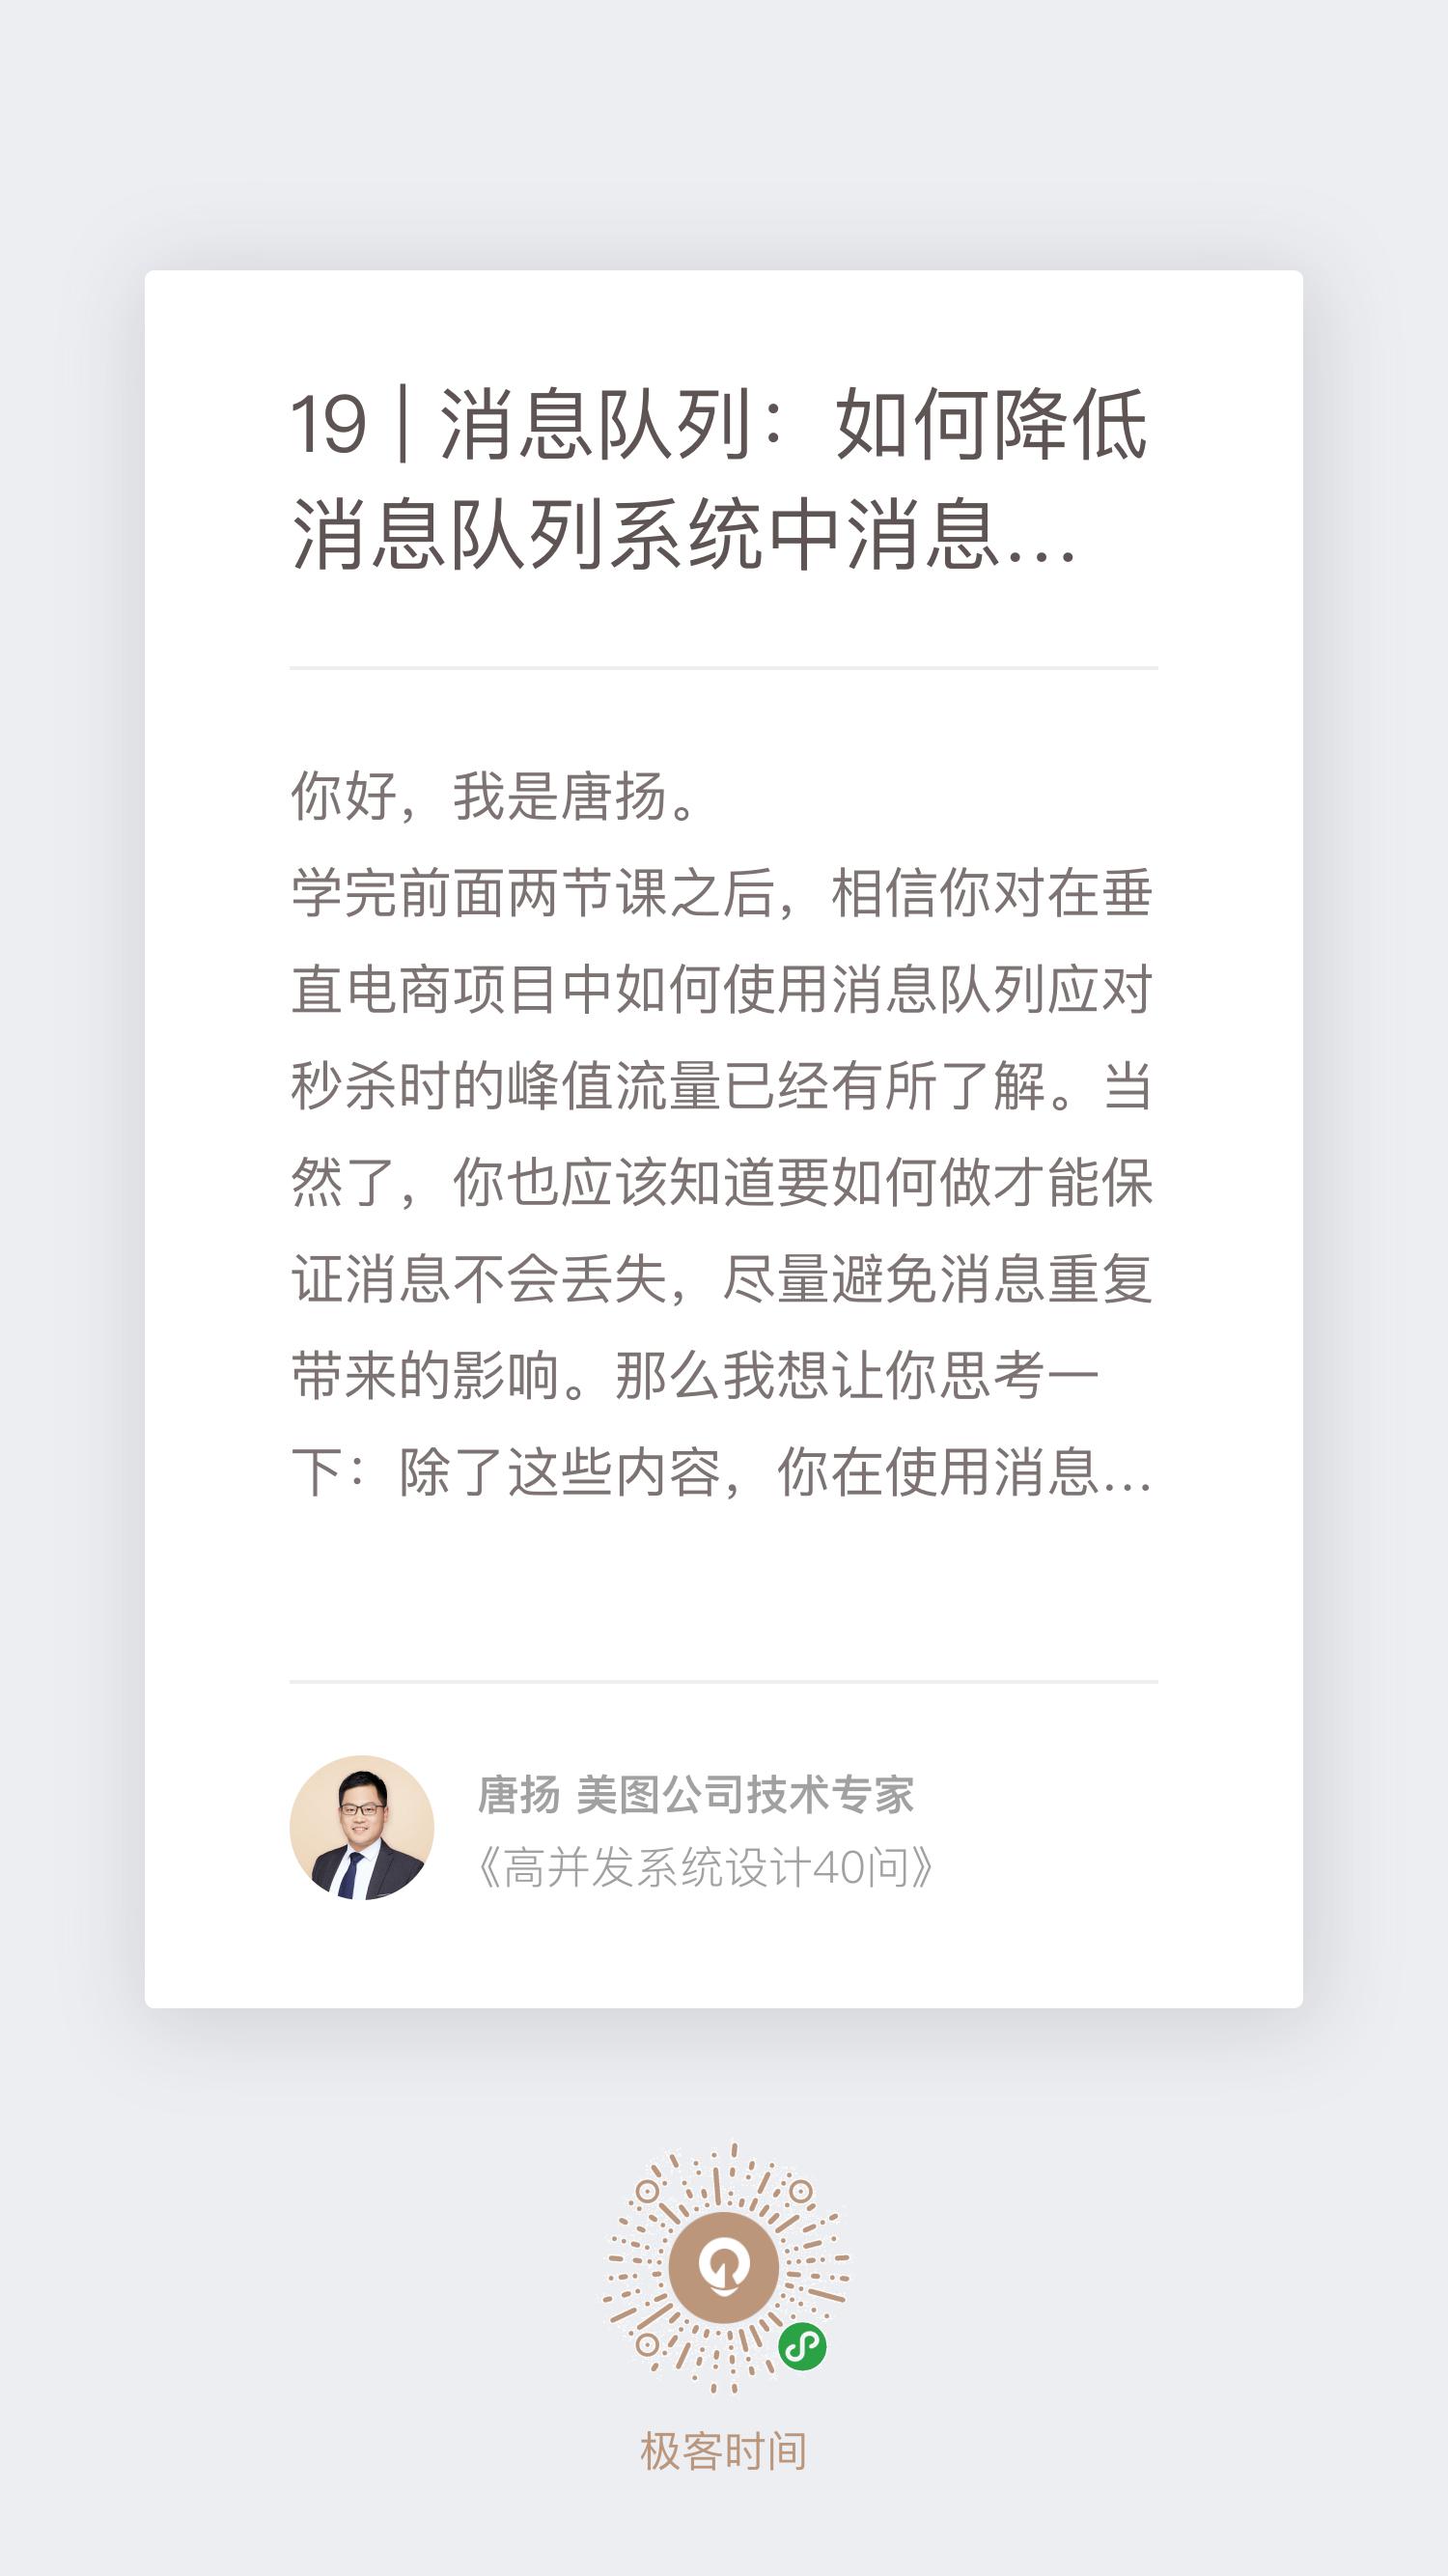 19 | 消息队列：如何降低
消息队列系统中消息...
你好，我是唐扬。
学完前面两节课之后，相信你对在垂
直电商项目中如何使用消息队列应对
秒杀时的峰值流量已经有所了解。当
然了，你也应该知道要如何做才能保
证消息不会丢失，尽量避免消息重复
带来的影响。那么我想让你思考一
下：除了这些内容，你在使用消息...
唐扬 美图公司技术专家
《高并发系统设计40问》
极客时间